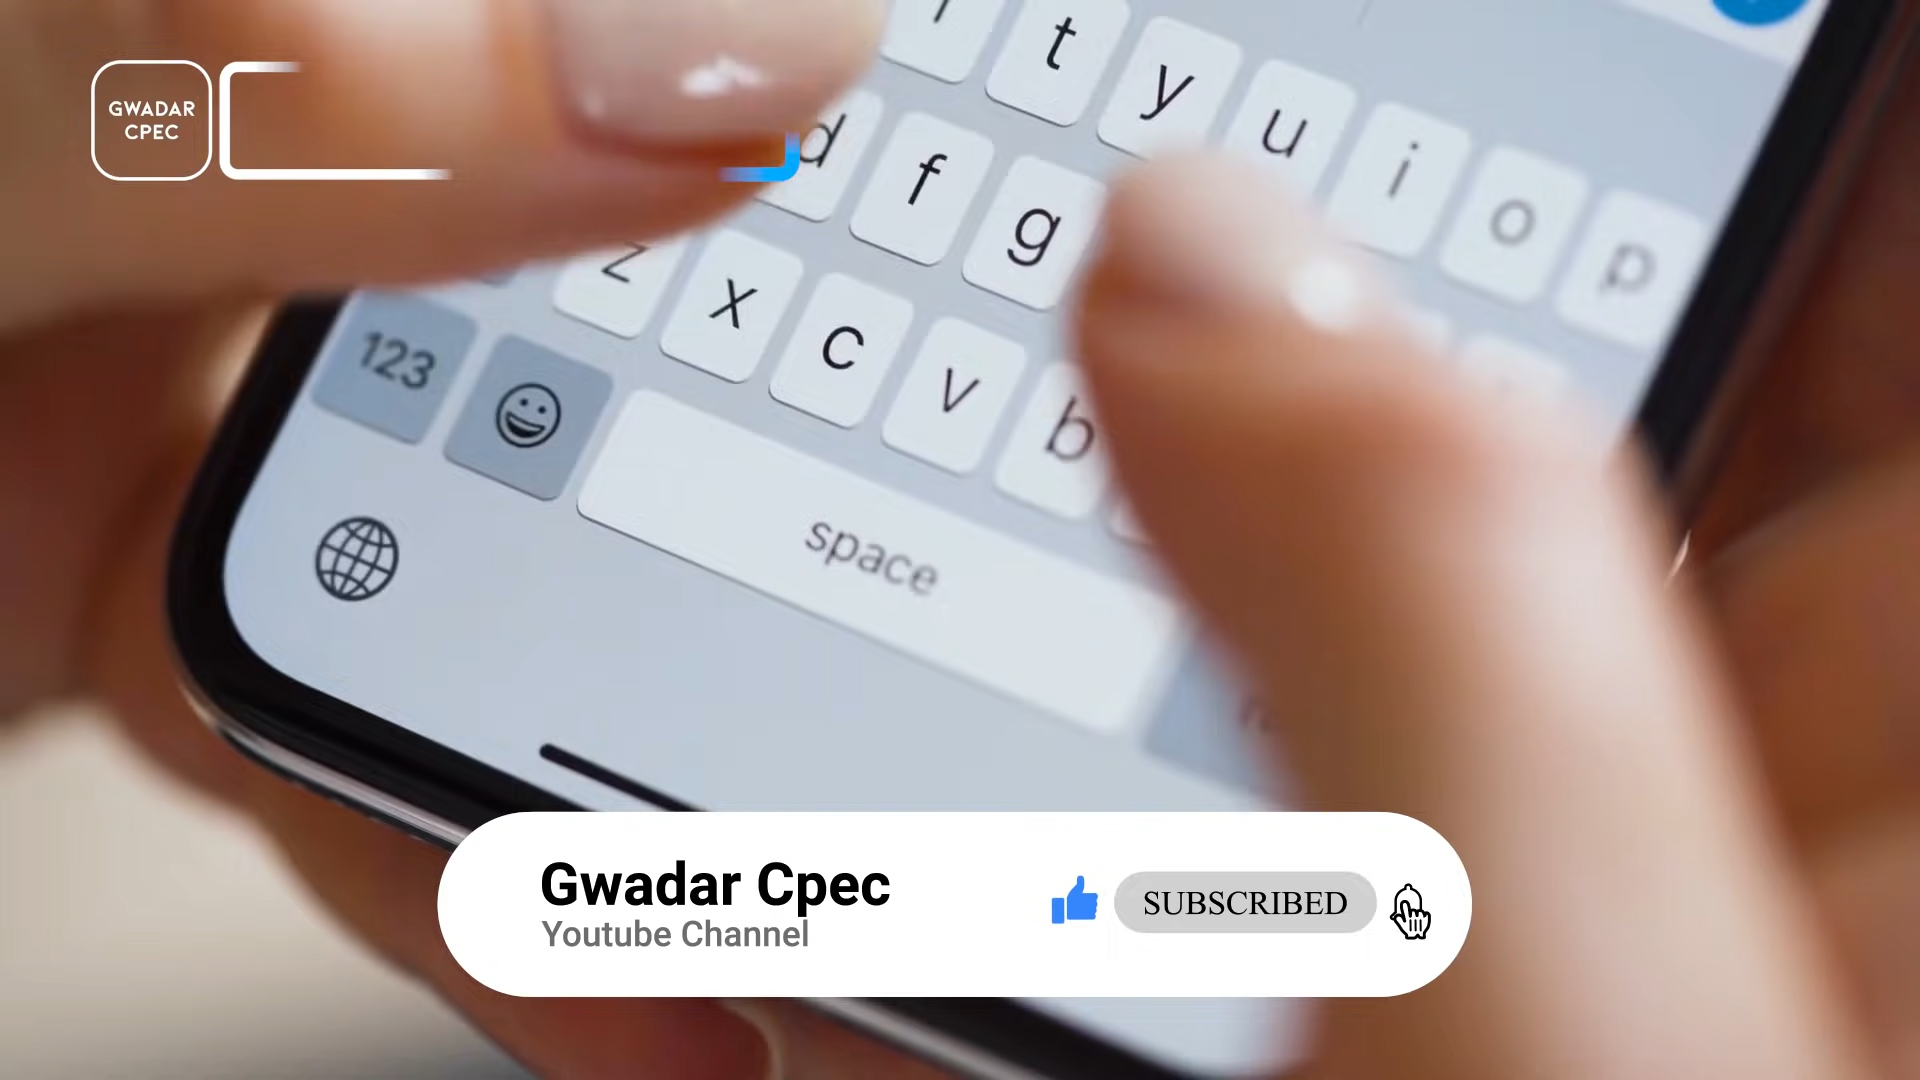 GWADAR
CPEC
t y u i o p
d f g
z x c v b
123
space
Gwadar Cpec
Youtube Channel
SUBSCRIBED